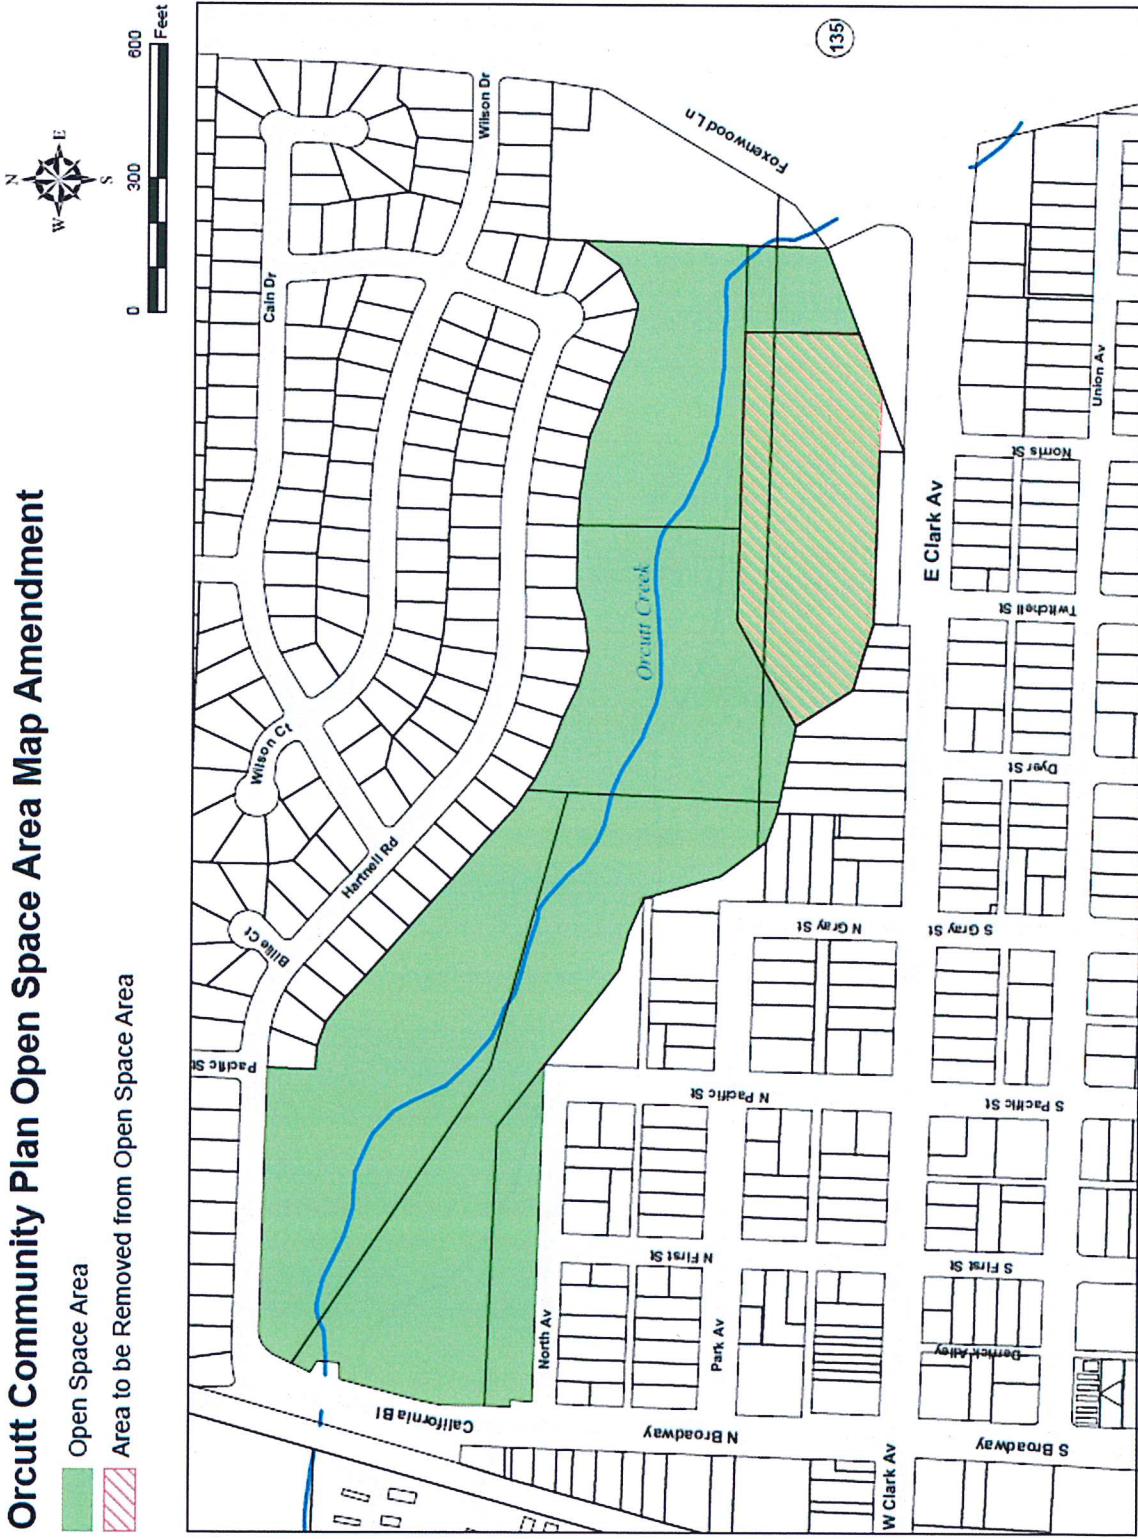 Orcutt Community Plan Open Space Area Map Amendment
Open Space Area
Area to be Removed from Open Space Area
N
W
E
S
0 300 600
Feet
Cain Dr
Wilson Dr
Wilson Ct
Hartnell Rd
Billie Ct
Pacific St
Foxenwood Ln
135
Orcutt Creek
E Clark Av
Union Av
Norris St
Twitchell St
Dyer St
N Gray St
S Gray St
N Pacific St
S Pacific St
N First St
S First St
North Av
Park Av
Derrick Alley
California Bl
N Broadway
S Broadway
W Clark Av